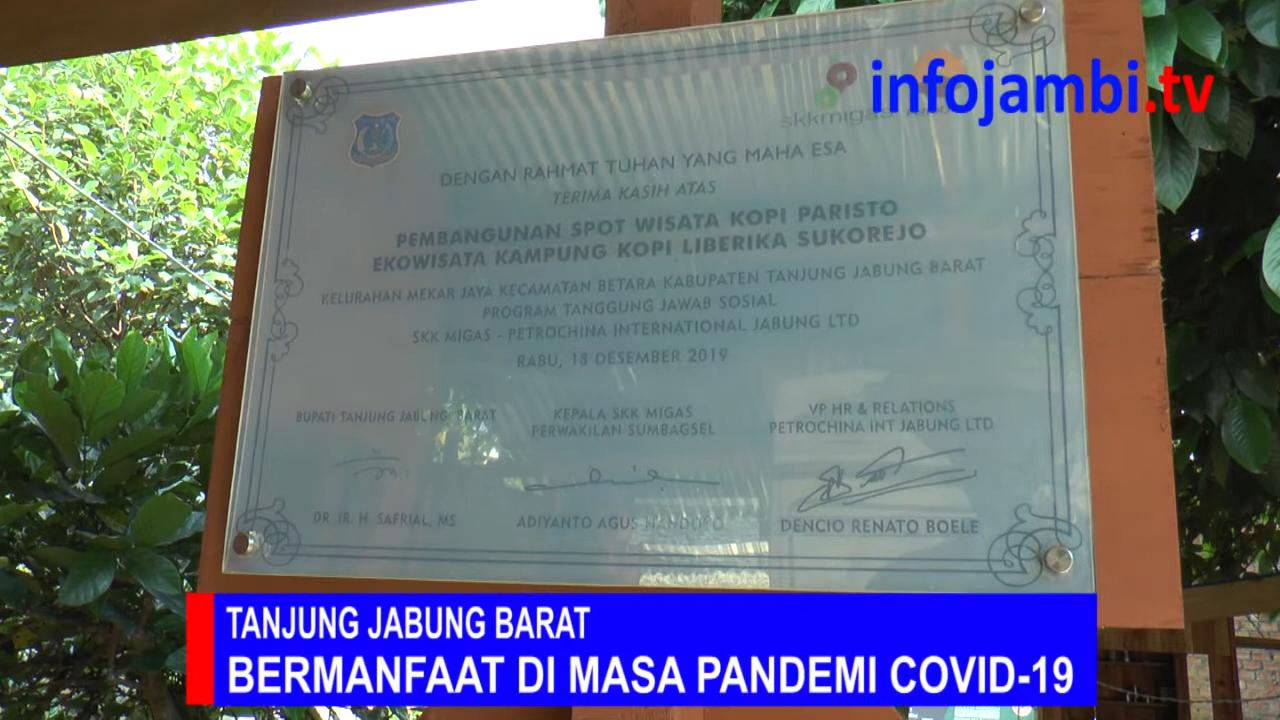 infojambi.tv
skkmigas
DENGAN RAHMAT TUHAN YANG MAHA ESA
TERIMA KASIH ATAS
PEMBANGUNAN SPOT WISATA KOPI PARISTO
EKOWISATA KAMPUNG KOPI LIBERIKA SUKOREJO
KELURAHAN MEKAR JAYA KECAMATAN BETARA KABUPATEN TANJUNG JABUNG BARAT
PROGRAM TANGGUNG JAWAB SOSIAL
SKK MIGAS - PETROCHINA INTERNATIONAL JABUNG LTD
RABU, 18 DESEMBER 2019
BUPATI TANJUNG JABUNG BARAT
KEPALA SKK MIGAS
PERWAKILAN SUMBAGSEL
VP HR & RELATIONS
PETROCHINA INT JABUNG LTD
DR. IR. H. SAFRIAL, MS
ADIYANTO AGUS
DENCIO RENATO BOELE
TANJUNG JABUNG BARAT
BERMANFAAT DI MASA PANDEMI COVID-19